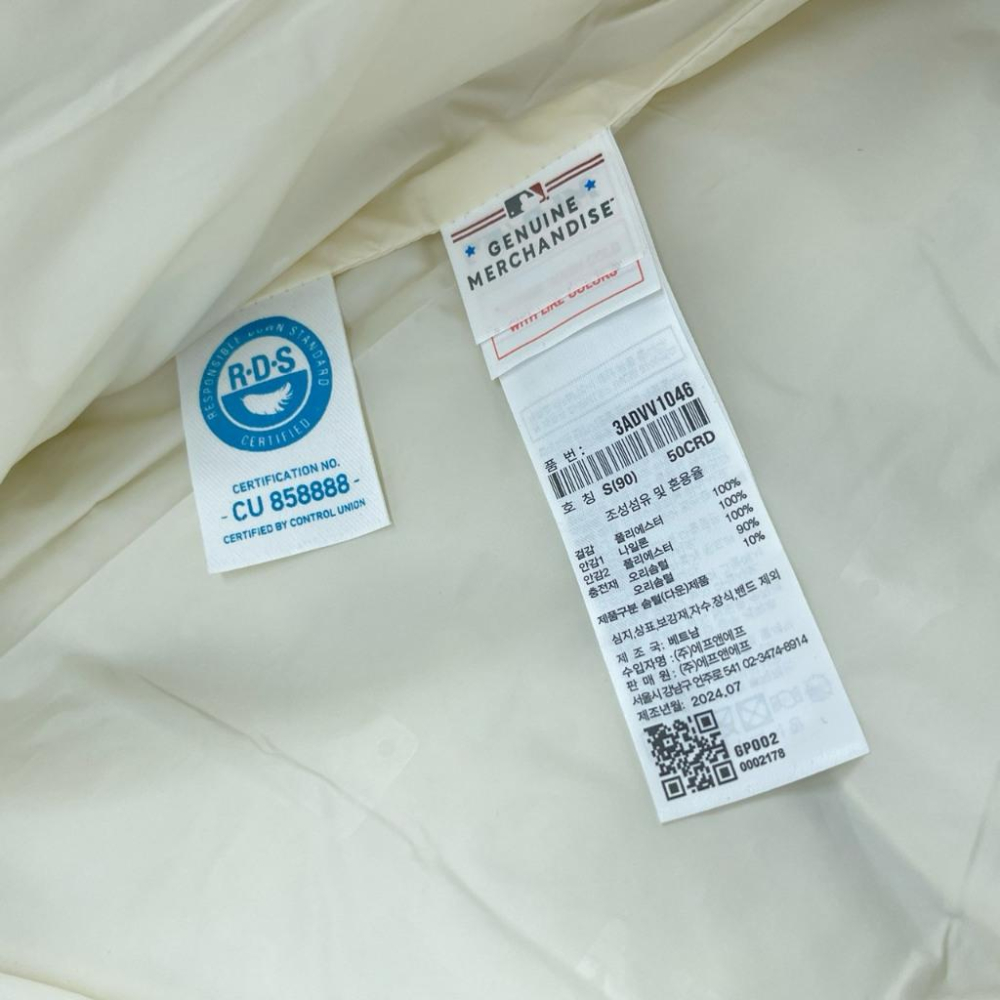 RESPONSIBLE DOWN STANDARD
R·D·S
CERTIFIED
CERTIFICATION NO.
- CU 858888 -
CERTIFIED BY CONTROL UNION
GENUINE
MERCHANDISE
WITH LIKE COLORS
품 번: 3ADVV1046
호 칭 S(90) 50CRD
조성섬유 및 혼용율
겉감 폴리에스터 100%
안감1 나일론 100%
안감2 폴리에스터 100%
충전재 오리솜털 90%
오리솜털 10%
제품구분 솜털(다운)제품
심지,상표,보강재,자수,장식,밴드 제외
제 조 국: 베트남
수입자명 : (주)에프앤에프
판 매 원 : (주)에프앤에프
서울시 강남구 언주로 541 02-3474-8914
제조년월: 2024.07
GP002
0002178